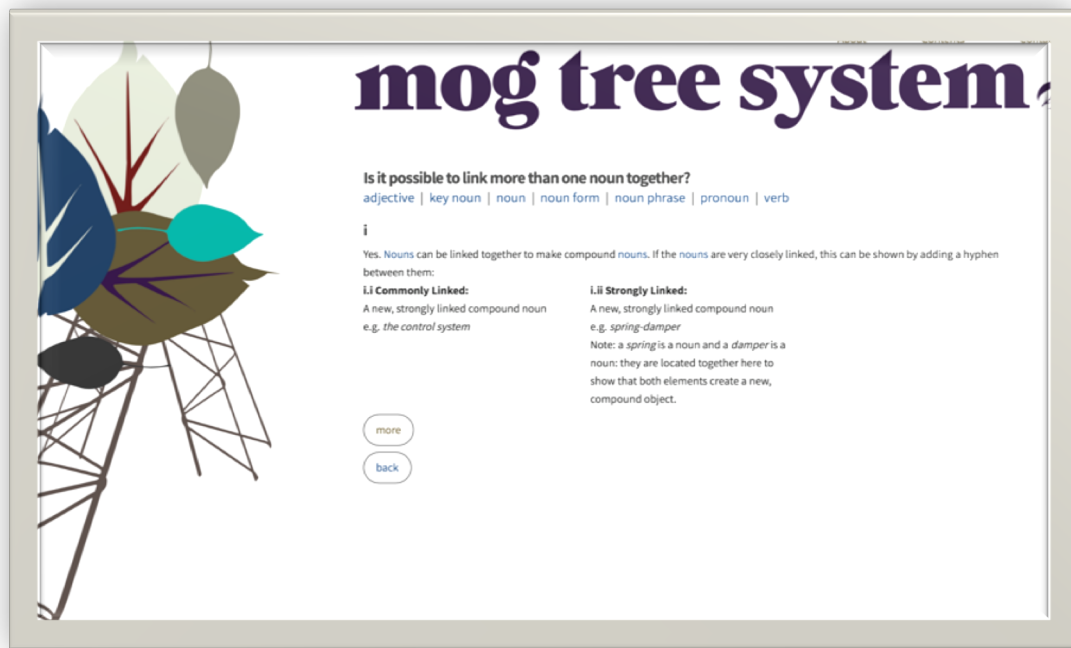 mog tree system
Is it possible to link more than one noun together?
adjective | key noun | noun | noun form | noun phrase | pronoun | verb
i
Yes. Nouns can be linked together to make compound nouns. If the nouns are very closely linked, this can be shown by adding a hyphen
between them:
i.i Commonly Linked:
A new, strongly linked compound noun
e.g. the control system
i.ii Strongly Linked:
A new, strongly linked compound noun
e.g. spring-damper
Note: a spring is a noun and a damper is a
noun: they are located together here to
show that both elements create a new,
compound object.
more
back